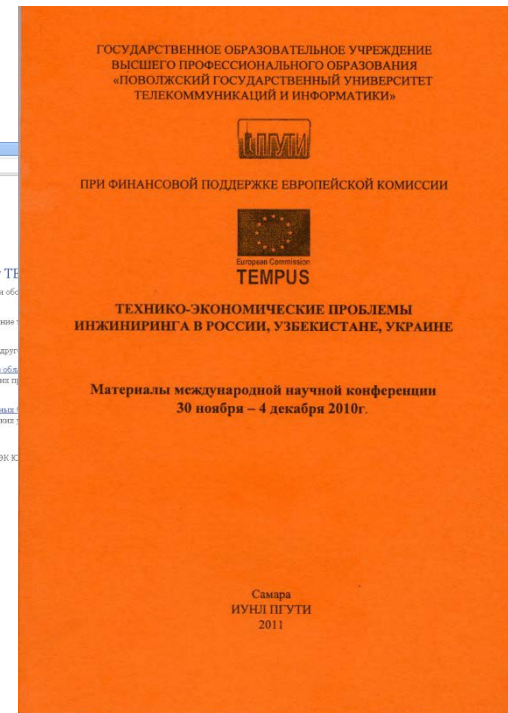 ГОСУДАРСТВЕННОЕ ОБРАЗОВАТЕЛЬНОЕ УЧРЕЖДЕНИЕ
ВЫСШЕГО ПРОФЕССИОНАЛЬНОГО ОБРАЗОВАНИЯ
«ПОВОЛЖСКИЙ ГОСУДАРСТВЕННЫЙ УНИВЕРСИТЕТ
ТЕЛЕКОММУНИКАЦИЙ И ИНФОРМАТИКИ»
ПГУТИ
ПРИ ФИНАНСОВОЙ ПОДДЕРЖКЕ ЕВРОПЕЙСКОЙ КОМИССИИ
European Commission
TEMPUS
ТЕХНИКО-ЭКОНОМИЧЕСКИЕ ПРОБЛЕМЫ
ИНЖИНИРИНГА В РОССИИ, УЗБЕКИСТАНЕ, УКРАИНЕ
Материалы международной научной конференции
30 ноября – 4 декабря 2010г.
Самара
ИУНЛ ПГУТИ
2011